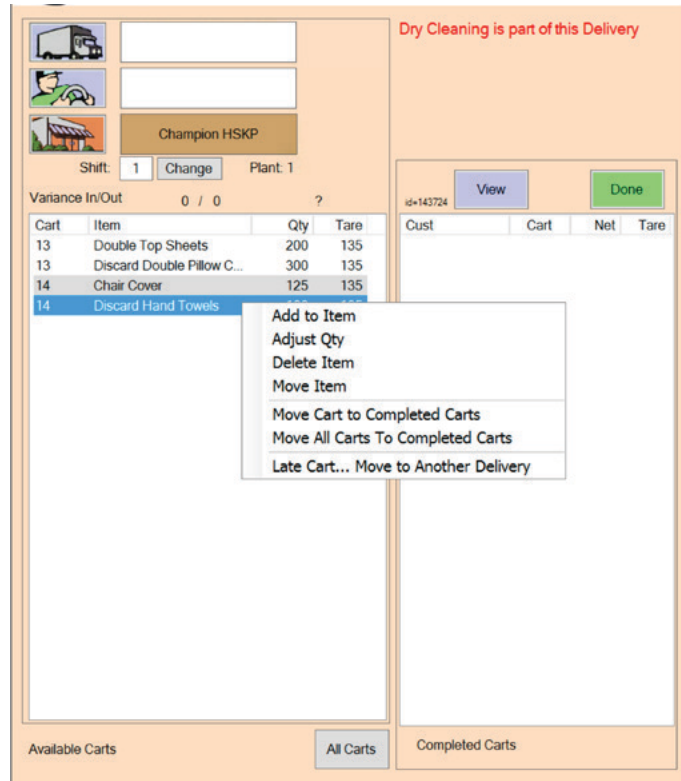 Dry Cleaning is part of this Delivery
Champion HSKP
Shift: 1 Change Plant: 1
Variance In/Out 0 / 0 ?
Cart Item Qty Tare
13 Double Top Sheets 200 135
13 Discard Double Pillow C... 300 135
14 Chair Cover 125 135
14 Discard Hand Towels
Add to Item
Adjust Qty
Delete Item
Move Item
Move Cart to Completed Carts
Move All Carts To Completed Carts
Late Cart... Move to Another Delivery
Available Carts All Carts
id=143724 View Done
Cust Cart Net Tare
Completed Carts